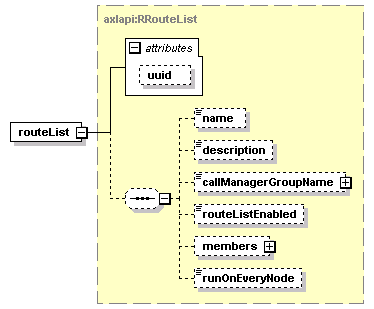 axlapi:RRouteList
attributes
uuid
routeList
name
description
callManagerGroupName
routeListEnabled
members
runOnEveryNode